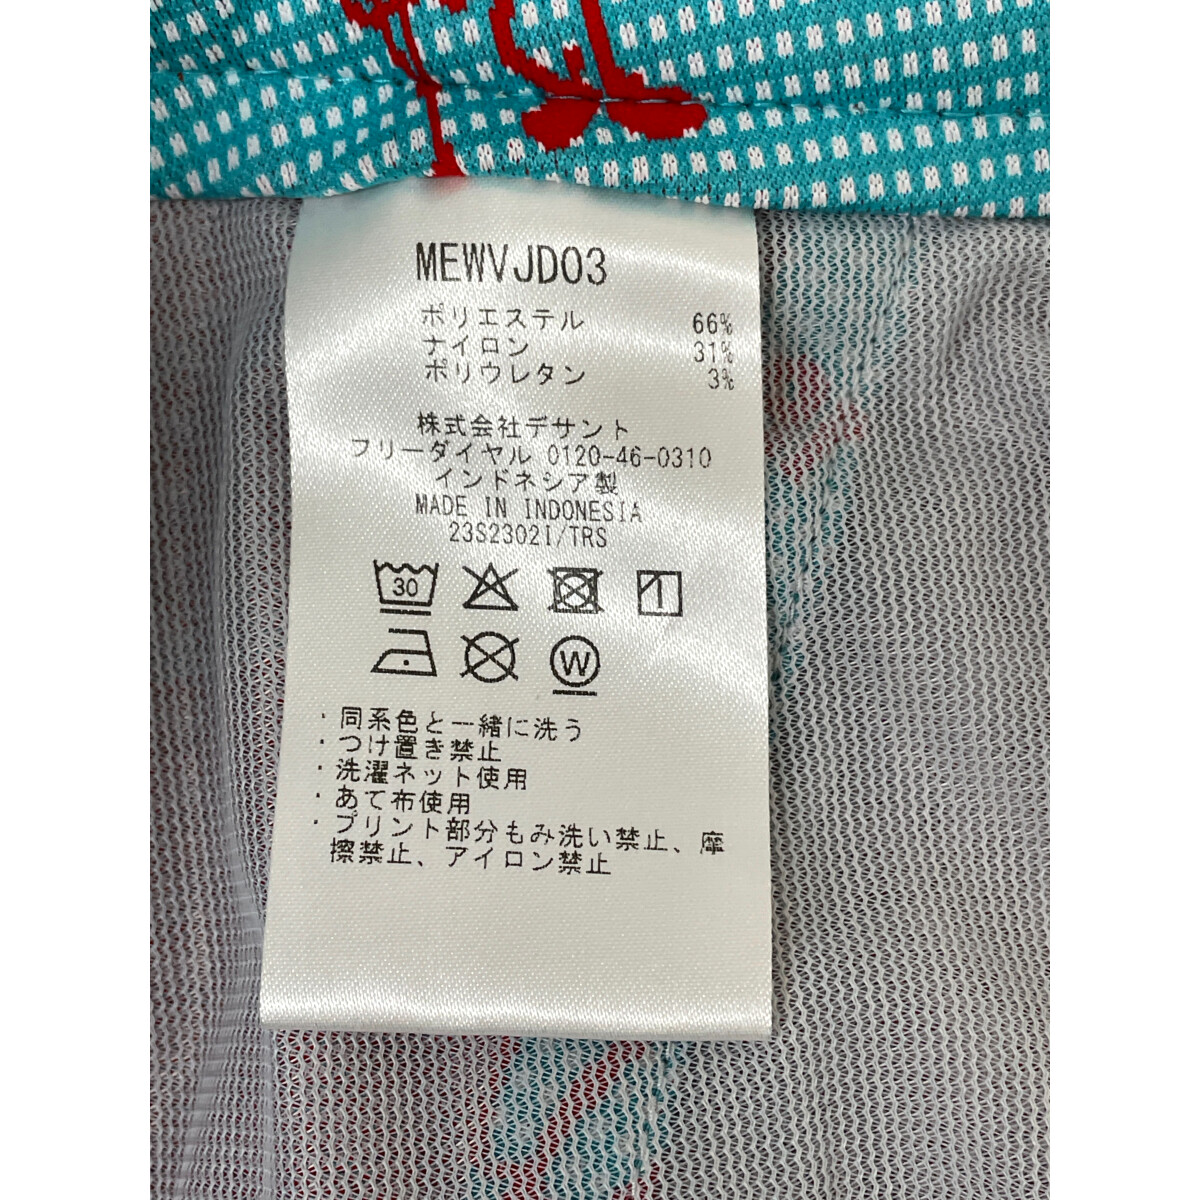 MEWVJD03
ポリエステル 66%
ナイロン 31%
ポリウレタン 3%
株式会社デサント
フリーダイヤル 0120-46-0310
インドネシア製
MADE IN INDONESIA
23S2302I/TRS
30
W
・同系色と一緒に洗う
・つけ置き禁止
・洗濯ネット使用
・あて布使用
・プリント部分もみ洗い禁止、摩
擦禁止、アイロン禁止